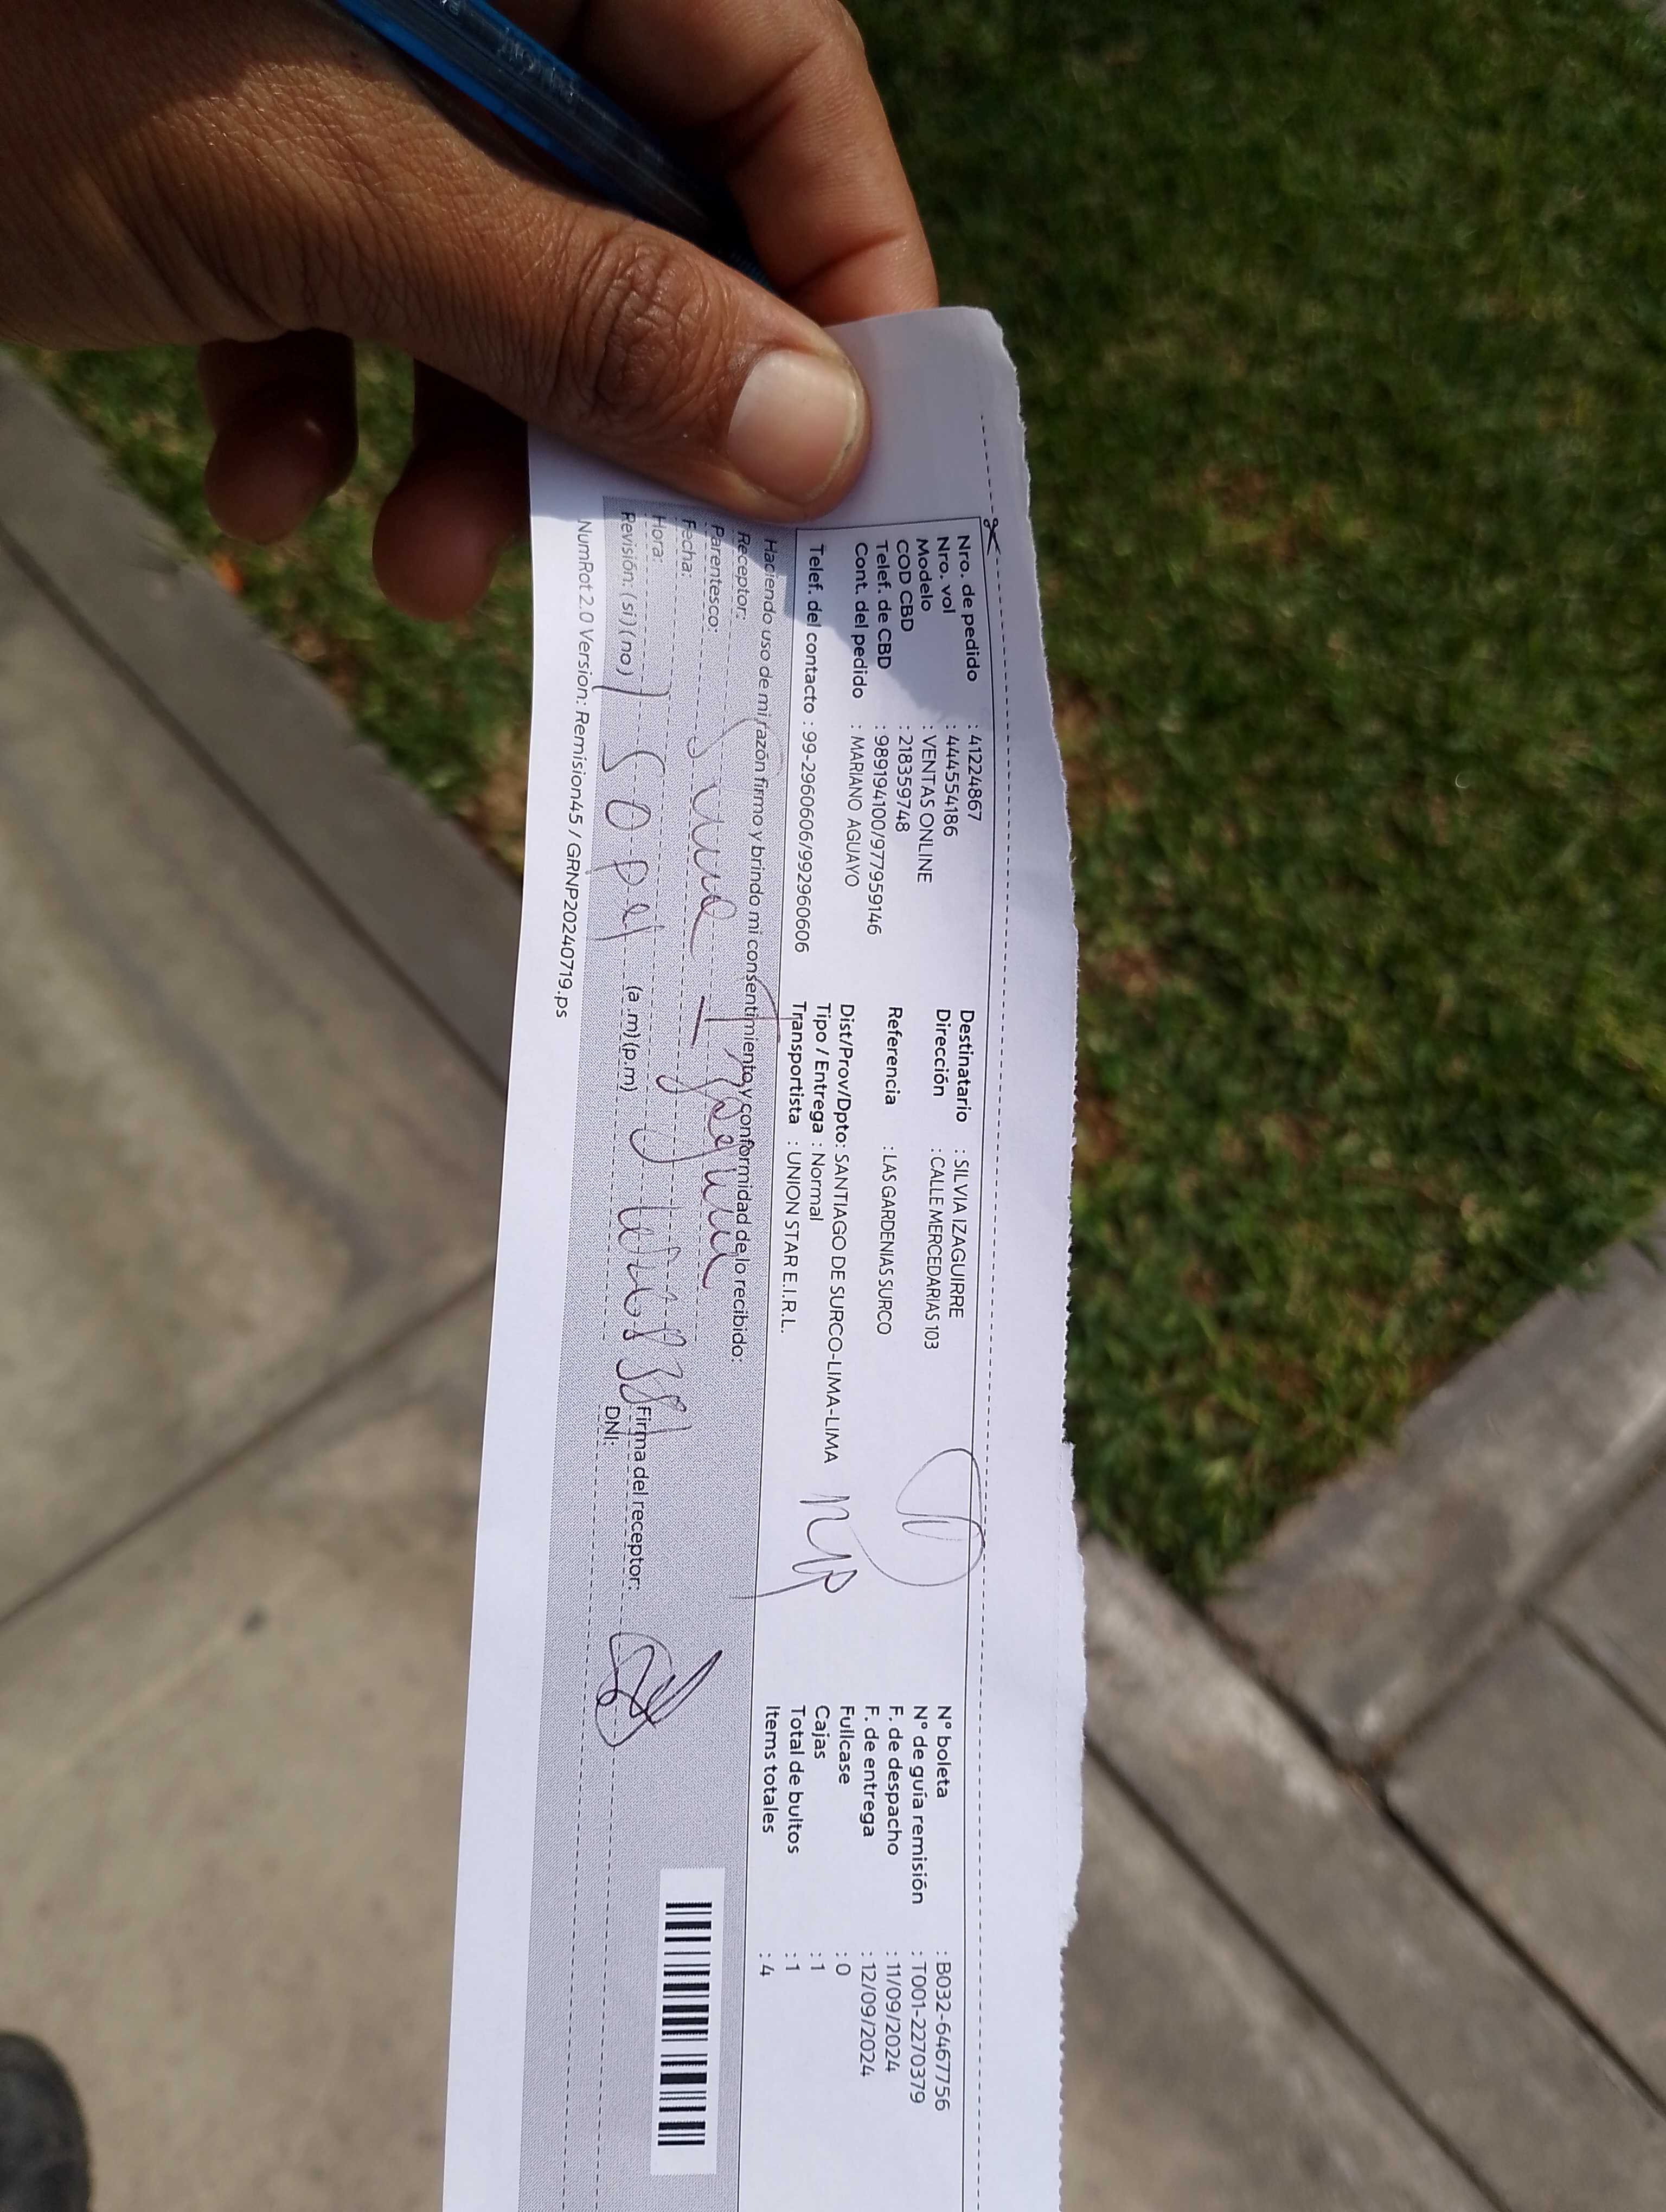 Nro. de pedido : 41224867
Nro. vol : 444554186
Modelo : VENTAS ONLINE
COD CBD : 218359748
Telef. de CBD : 989194100/977959146
Cont. del pedido : MARIANO AGUAYO
Telef. del contacto : 99-2960606/992960606
Destinatario : SILVIA IZAGUIRRE
Dirección : CALLE MERCEDARIAS 103
Referencia : LAS GARDENIAS SURCO
Dist/Prov/Dpto: SANTIAGO DE SURCO-LIMA-LIMA
Tipo / Entrega : Normal
Transportista : UNION STAR E.I.R.L.
N° boleta : B032-6467756
N° de guía remisión : T001-2270379
F. de despacho : 11/09/2024
F. de entrega : 12/09/2024
Fullcase : 0
Cajas : 1
Total de bultos : 1
Items totales : 4
Haciendo uso de mi razón firmo y brindo mi consentimiento y conformidad de lo recibido:
Receptor:
Parentesco:
Fecha:
Hora:
Revisión: (si) (no)
(a.m) (p.m)
Firma del receptor:
DNI:
NumRot2.0 Version: Remision45 / GRNP20240719.ps